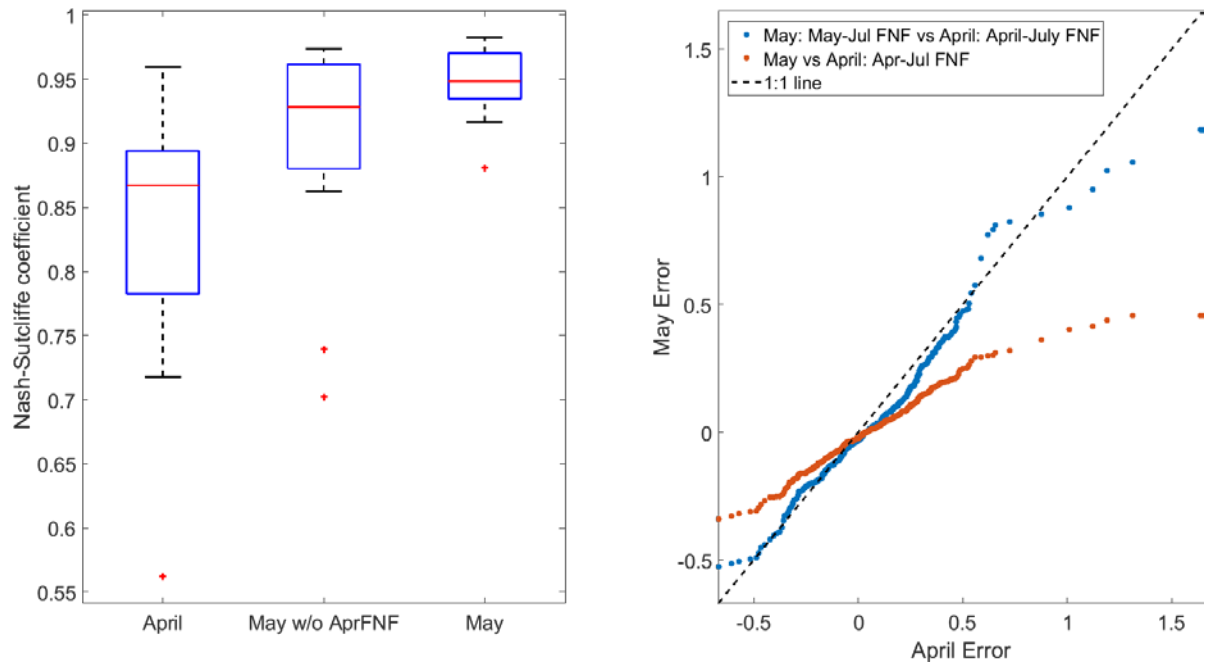 Nash-Sutcliffe coefficient
1
0.95
0.9
0.85
0.8
0.75
0.7
0.65
0.6
0.55
April
May w/o AprFNF
May
May: May-Jul FNF vs April: April-July FNF
May vs April: Apr-Jul FNF
1:1 line
May Error
1.5
1
0.5
0
-0.5
-0.5
0
0.5
1
1.5
April Error